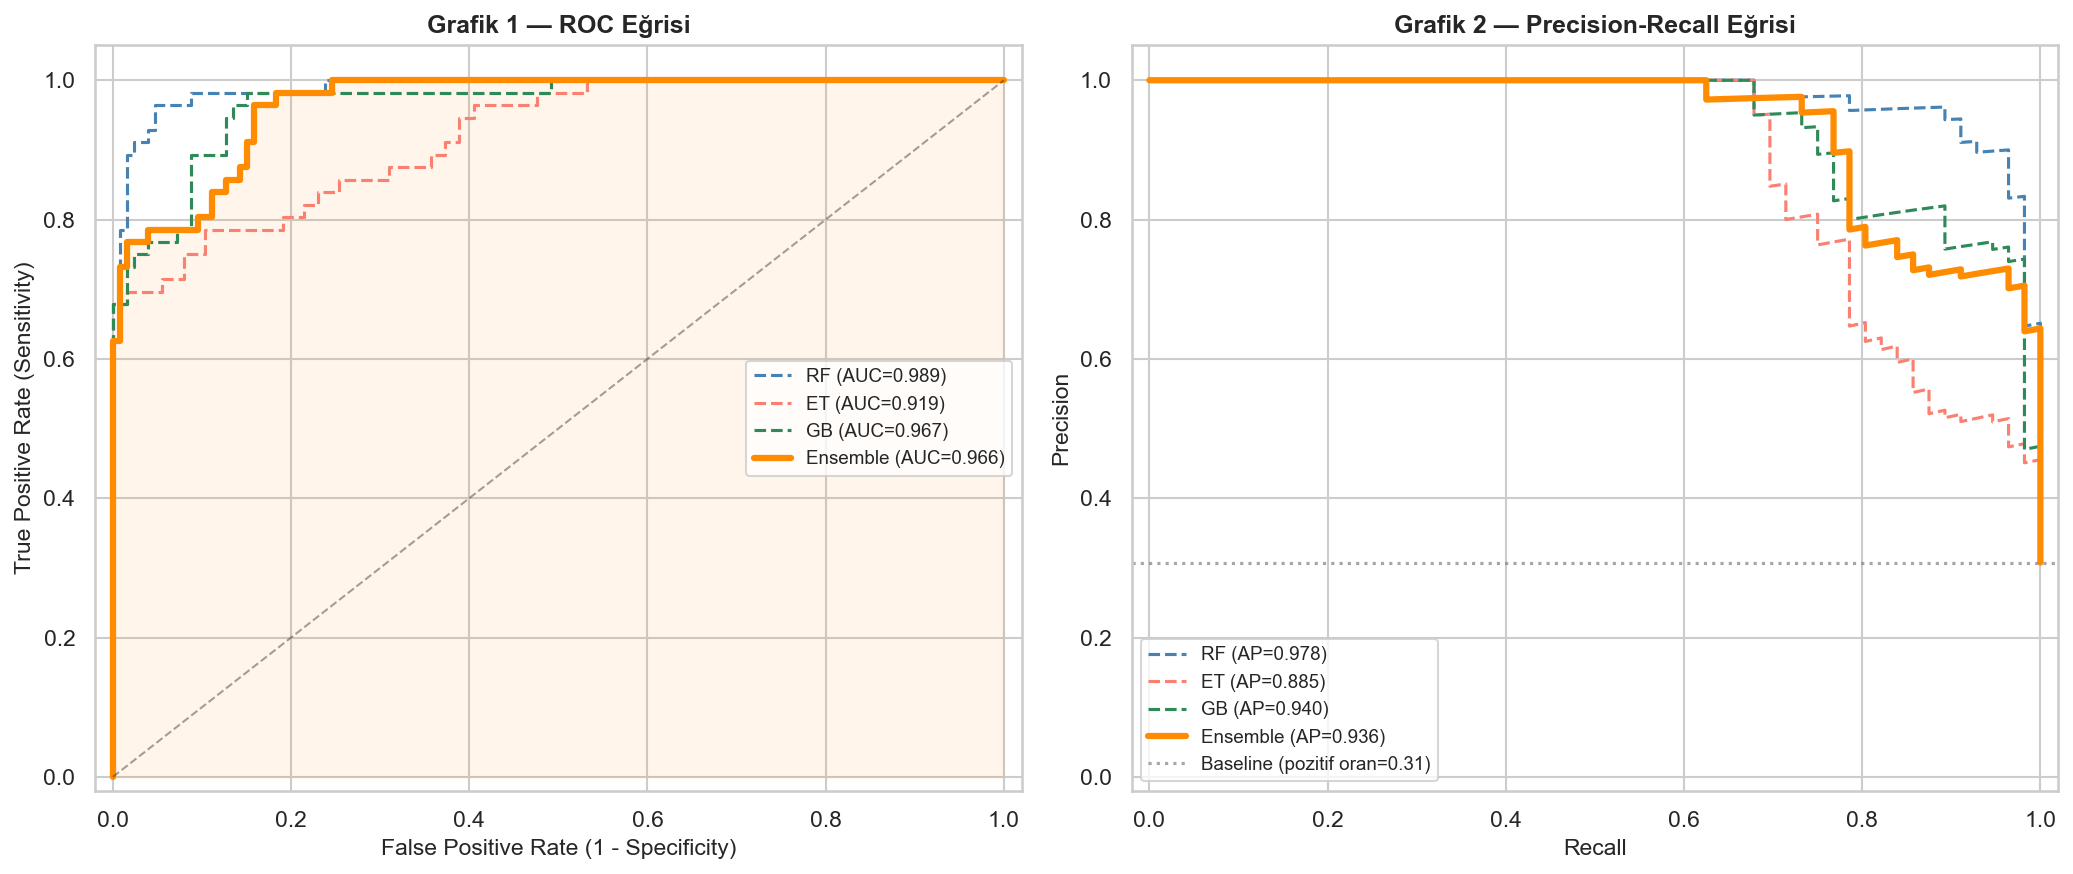 Grafik 1 — ROC Eğrisi
True Positive Rate (Sensitivity)
1.0
0.8
0.6
0.4
0.2
0.0
RF (AUC=0.989)
ET (AUC=0.919)
GB (AUC=0.967)
Ensemble (AUC=0.966)
0.0 0.2 0.4 0.6 0.8 1.0
False Positive Rate (1 - Specificity)
Grafik 2 — Precision-Recall Eğrisi
Precision
1.0
0.8
0.6
0.4
0.2
0.0
RF (AP=0.978)
ET (AP=0.885)
GB (AP=0.940)
Ensemble (AP=0.936)
Baseline (pozitif oran=0.31)
0.0 0.2 0.4 0.6 0.8 1.0
Recall